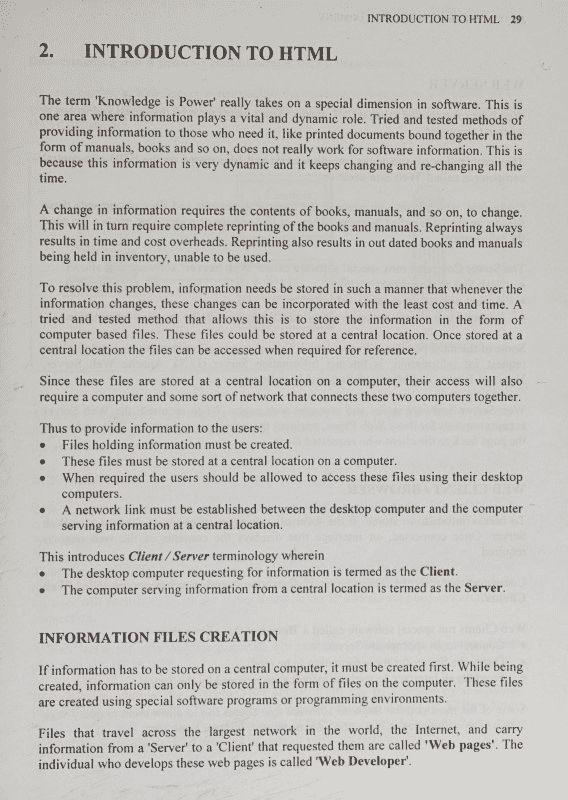 INTRODUCTION TO HTML 29
2. INTRODUCTION TO HTML
The term 'Knowledge is Power' really takes on a special dimension in software. This is
one area where information plays a vital and dynamic role. Tried and tested methods of
providing information to those who need it, like printed documents bound together in the
form of manuals, books and so on, does not really work for software information. This is
because this information is very dynamic and it keeps changing and re-changing all the
time.
A change in information requires the contents of books, manuals, and so on, to change.
This will in turn require complete reprinting of the books and manuals. Reprinting always
results in time and cost overheads. Reprinting also results in out dated books and manuals
being held in inventory, unable to be used.
To resolve this problem, information needs be stored in such a manner that whenever the
information changes, these changes can be incorporated with the least cost and time. A
tried and tested method that allows this is to store the information in the form of
computer based files. These files could be stored at a central location. Once stored at a
central location the files can be accessed when required for reference.
Since these files are stored at a central location on a computer, their access will also
require a computer and some sort of network that connects these two computers together.
Thus to provide information to the users:
• Files holding information must be created.
• These files must be stored at a central location on a computer.
• When required the users should be allowed to access these files using their desktop
computers.
• A network link must be established between the desktop computer and the computer
serving information at a central location.
This introduces Client / Server terminology wherein
• The desktop computer requesting for information is termed as the Client.
• The computer serving information from a central location is termed as the Server.
INFORMATION FILES CREATION
If information has to be stored on a central computer, it must be created first. While being
created, information can only be stored in the form of files on the computer. These files
are created using special software programs or programming environments.
Files that travel across the largest network in the world, the Internet, and carry
information from a 'Server' to a 'Client' that requested them are called 'Web pages'. The
individual who develops these web pages is called 'Web Developer'.